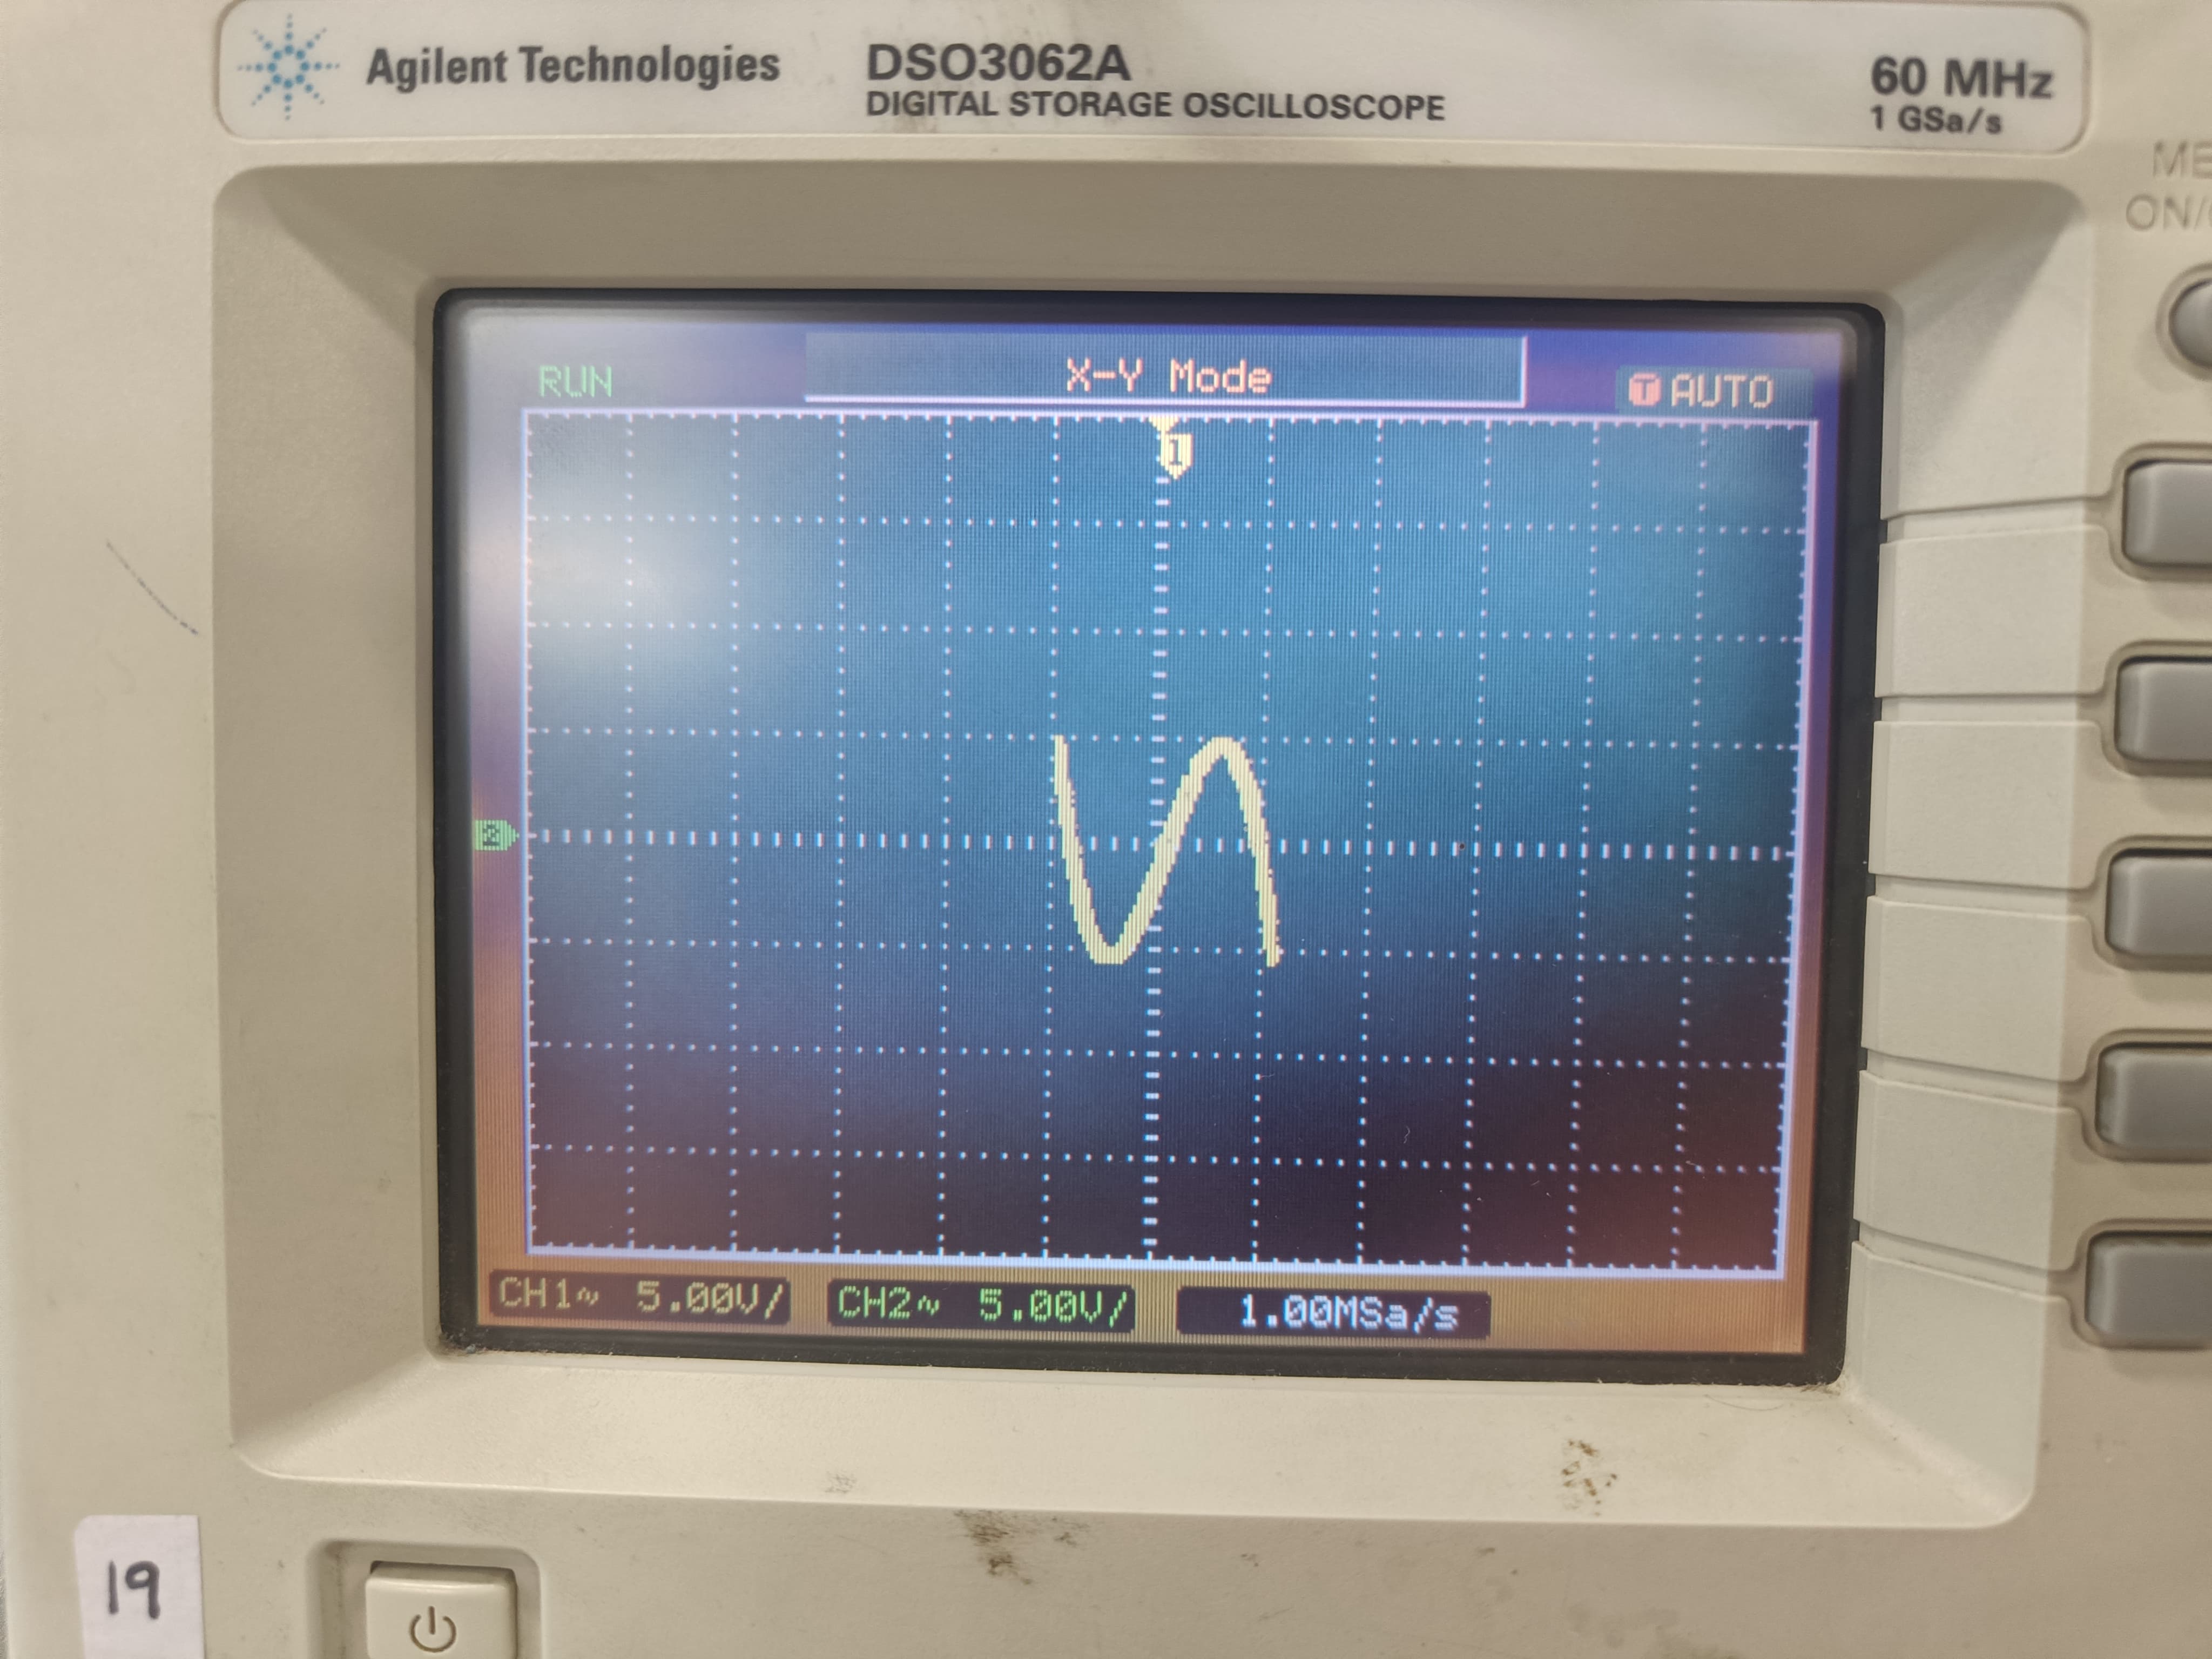 Agilent Technologies
DSO3062A
DIGITAL STORAGE OSCILLOSCOPE
60 MHz
1 GSa/s
ME
ON/
RUN
X-Y Mode
T AUTO
1
2
CH1∿ 5.00V/
CH2∿ 5.00V/
1.00MSa/s
19